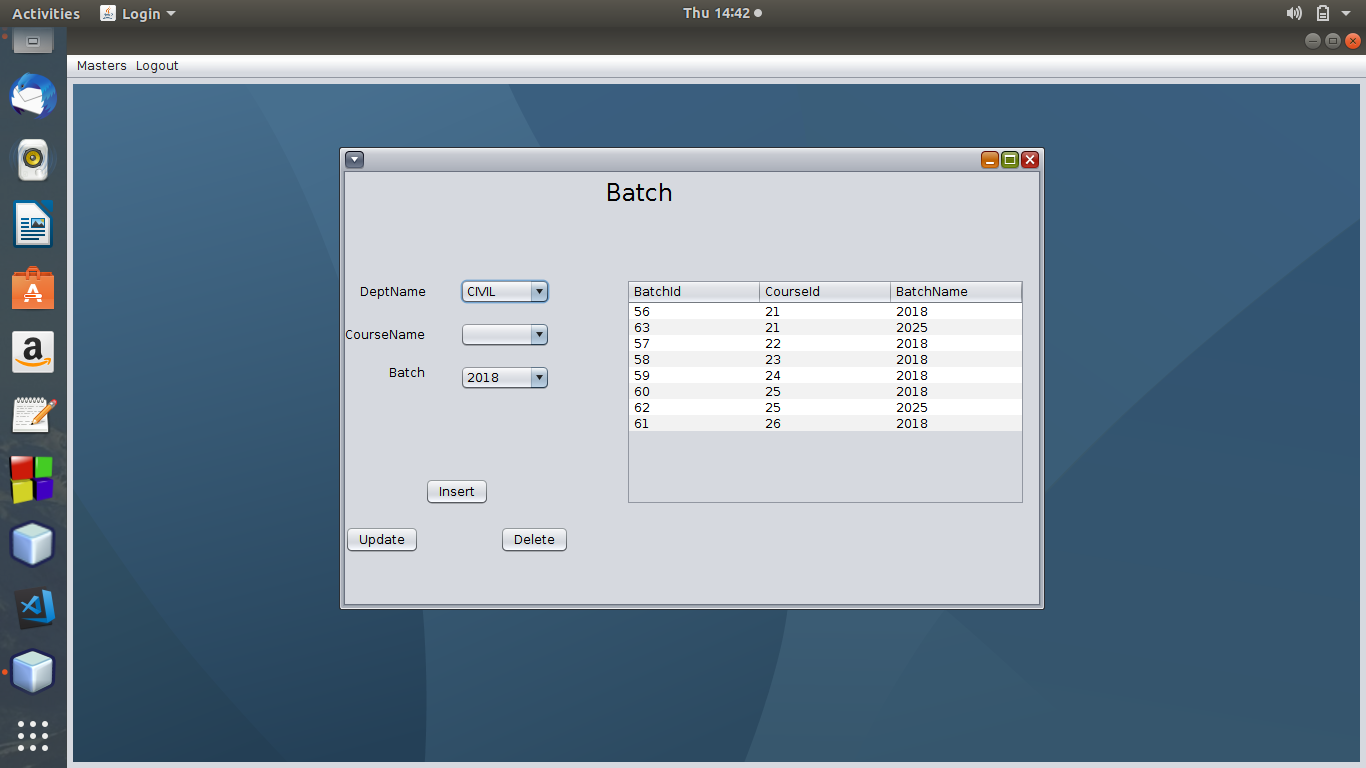 Activities Login Thu 14:42
Masters Logout
Batch
DeptName CIVIL
CourseName
Batch 2018
BatchId CourseId BatchName
56 21 2018
63 21 2025
57 22 2018
58 23 2018
59 24 2018
60 25 2018
62 25 2025
61 26 2018
Insert
Update Delete